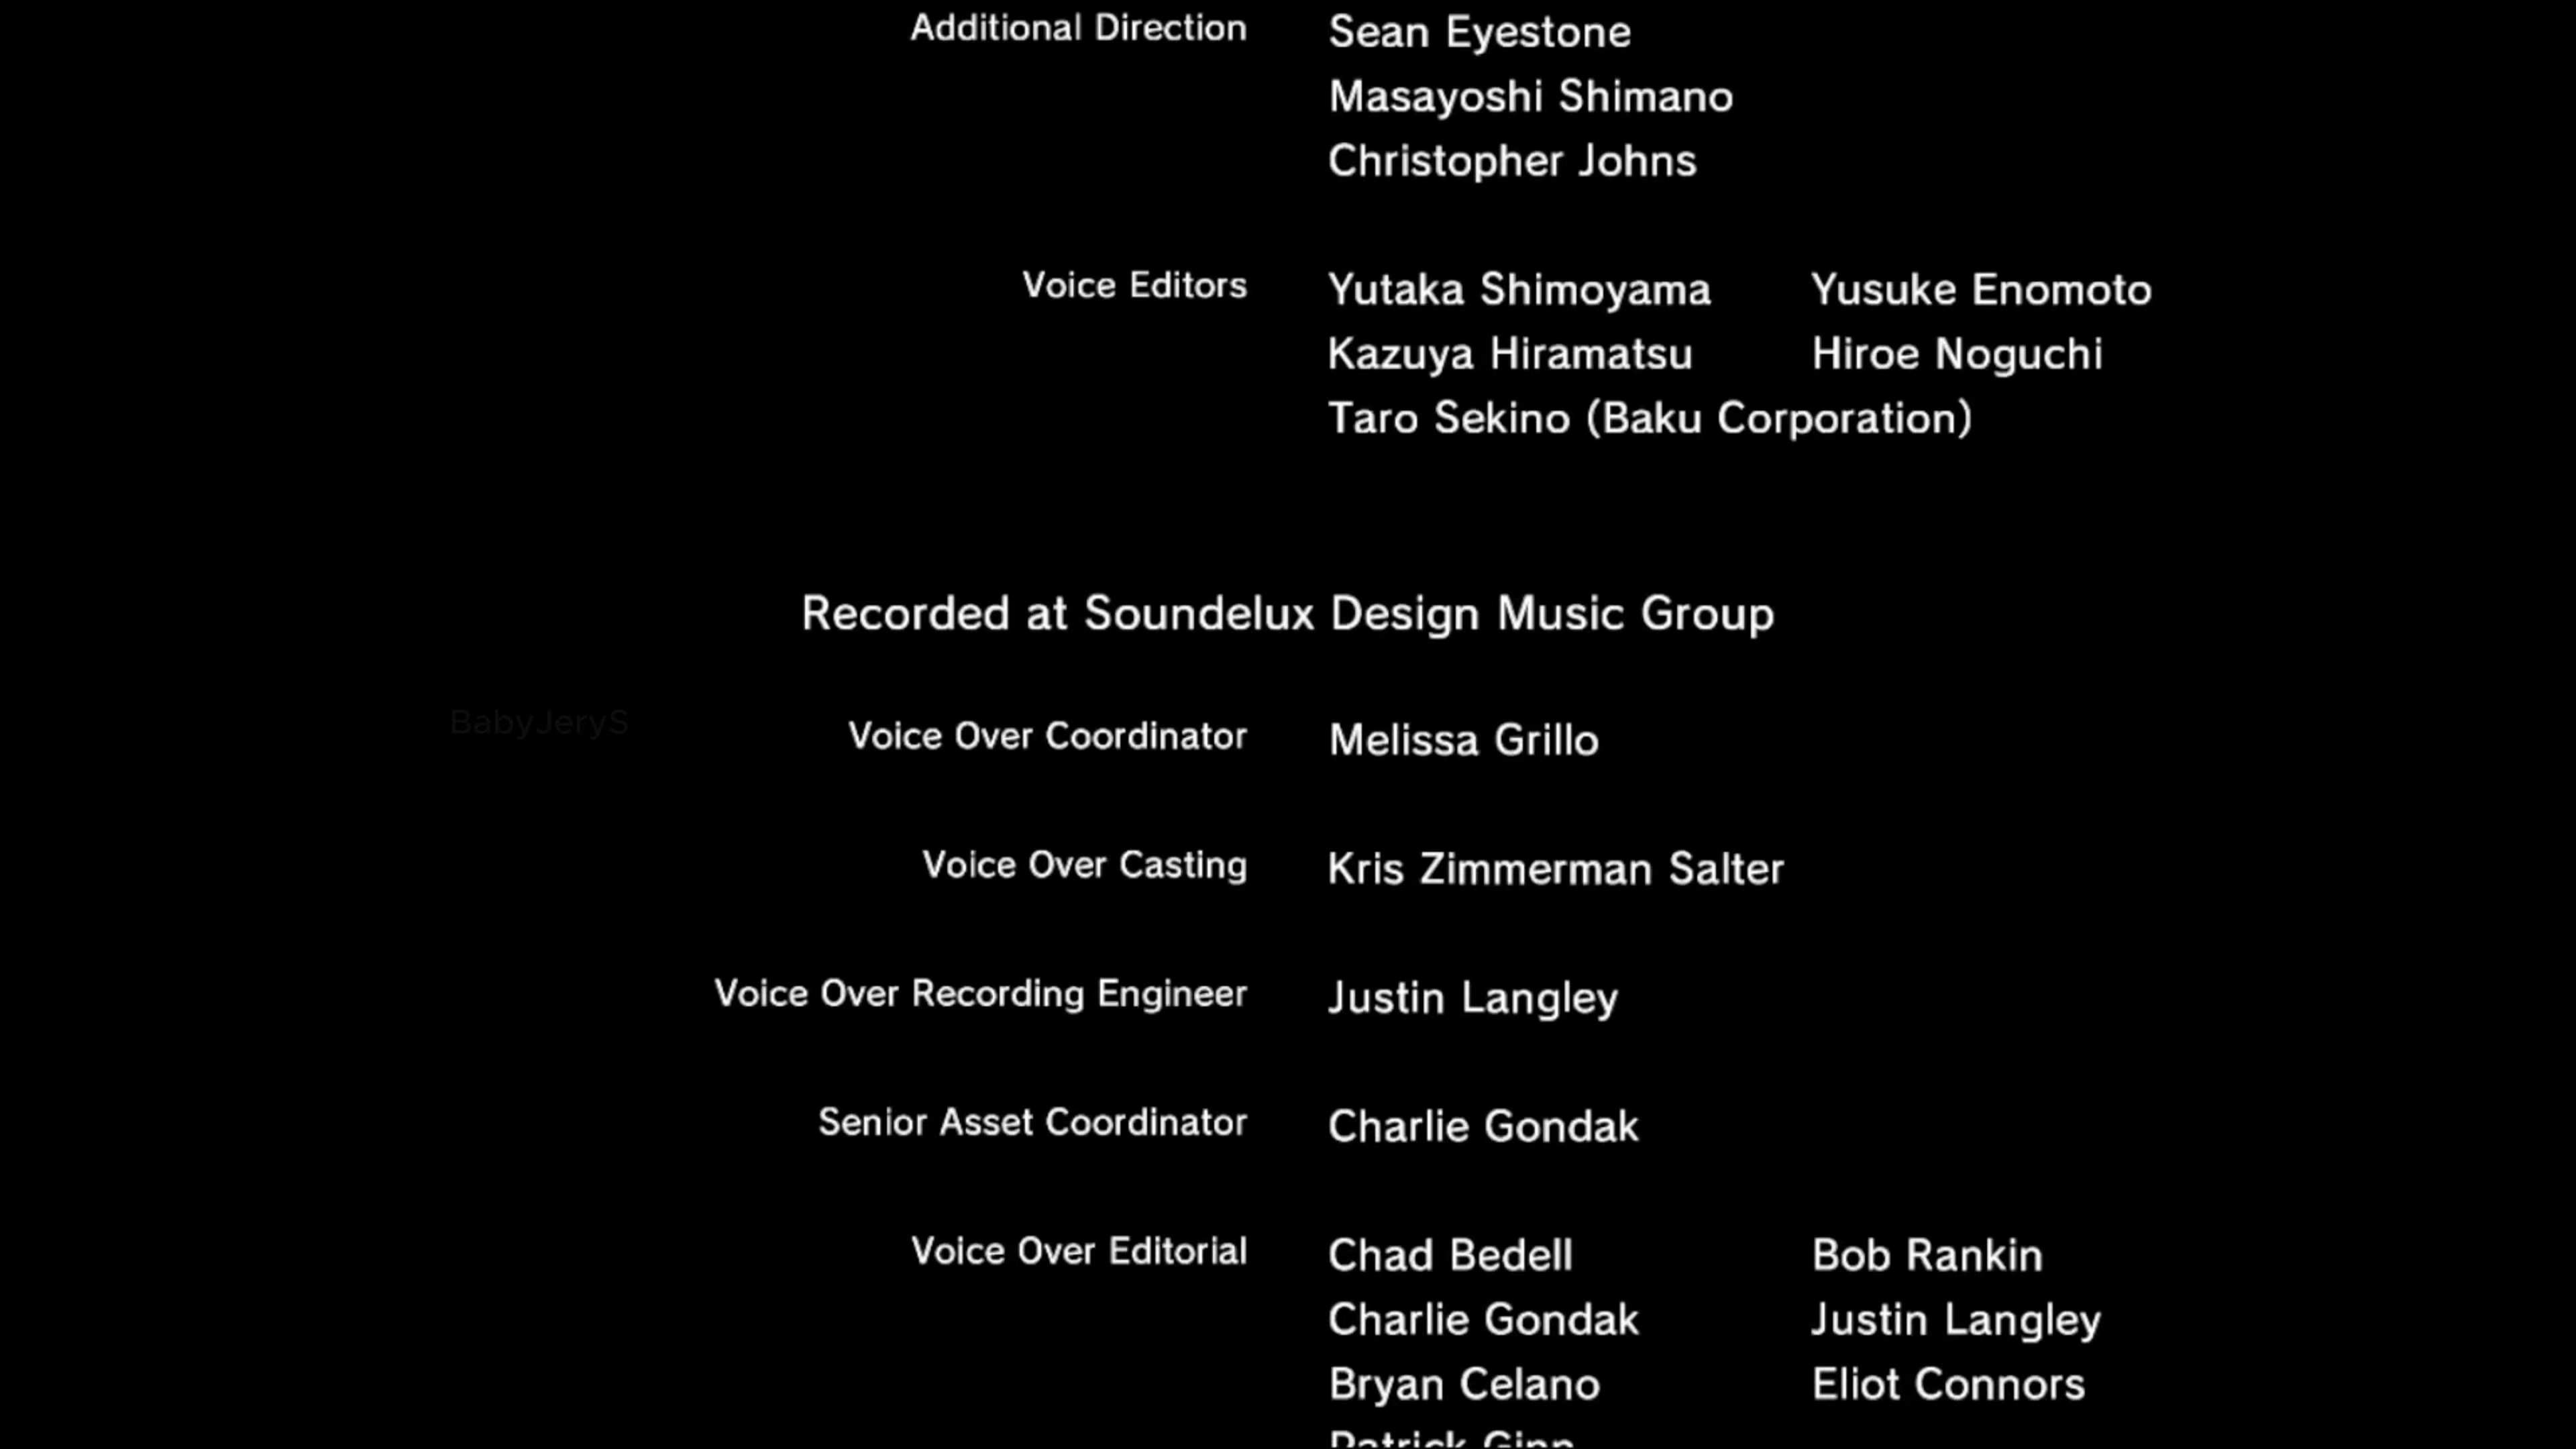 Additional Direction Sean Eyestone
Masayoshi Shimano
Christopher Johns
Voice Editors Yutaka Shimoyama Yusuke Enomoto
Kazuya Hiramatsu Hiroe Noguchi
Taro Sekino (Baku Corporation)
Recorded at Soundelux Design Music Group
BabyJeryS
Voice Over Coordinator Melissa Grillo
Voice Over Casting Kris Zimmerman Salter
Voice Over Recording Engineer Justin Langley
Senior Asset Coordinator Charlie Gondak
Voice Over Editorial Chad Bedell Bob Rankin
Charlie Gondak Justin Langley
Bryan Celano Eliot Connors
Patrick Ginn